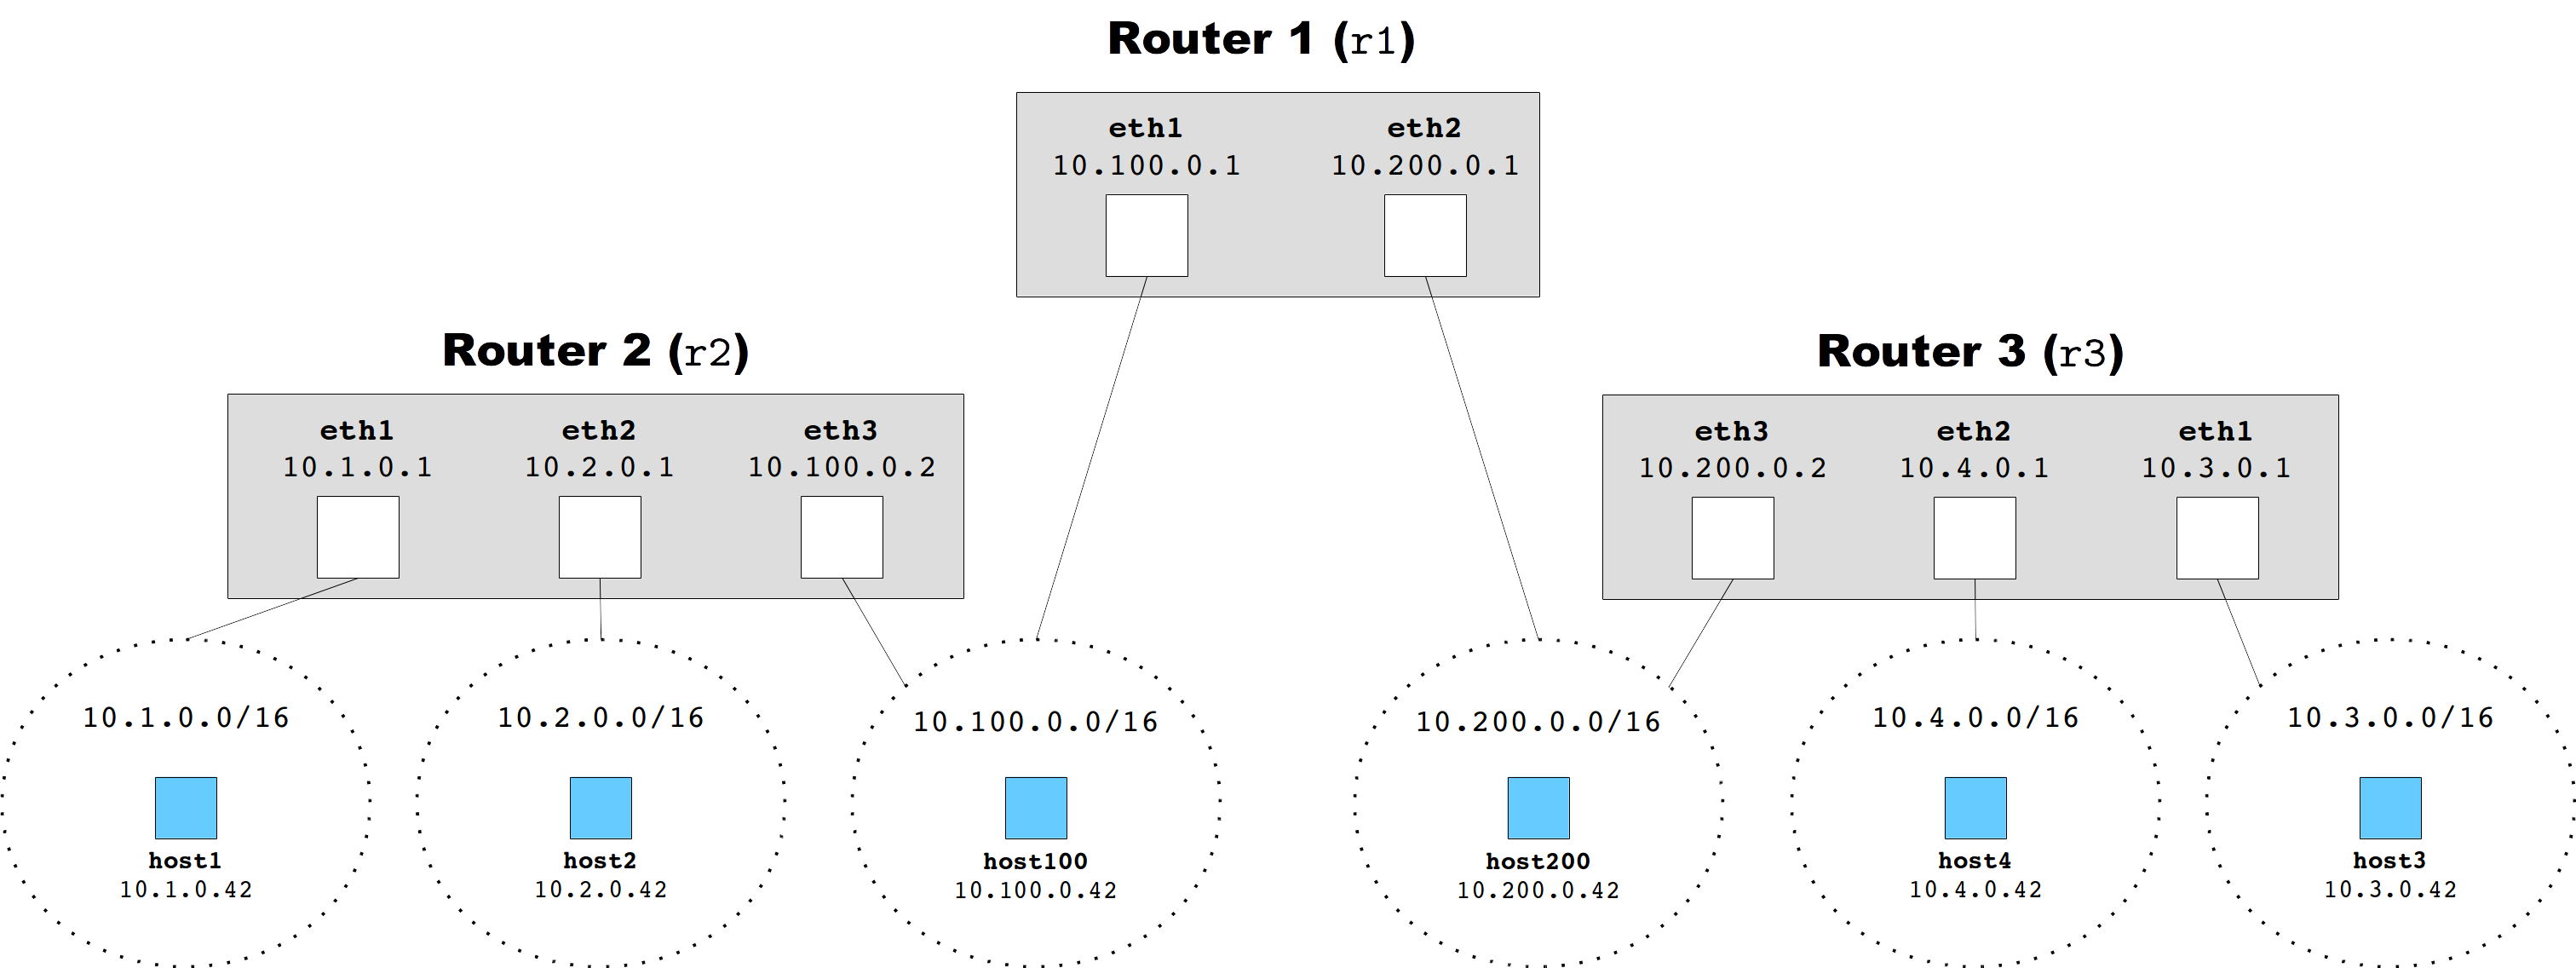 Router 1 (r1)
eth1
10.100.0.1
eth2
10.200.0.1
Router 2 (r2)
eth1
10.1.0.1
eth2
10.2.0.1
eth3
10.100.0.2
Router 3 (r3)
eth3
10.200.0.2
eth2
10.4.0.1
eth1
10.3.0.1
10.1.0.0/16
host1
10.1.0.42
10.2.0.0/16
host2
10.2.0.42
10.100.0.0/16
host100
10.100.0.42
10.200.0.0/16
host200
10.200.0.42
10.4.0.0/16
host4
10.4.0.42
10.3.0.0/16
host3
10.3.0.42